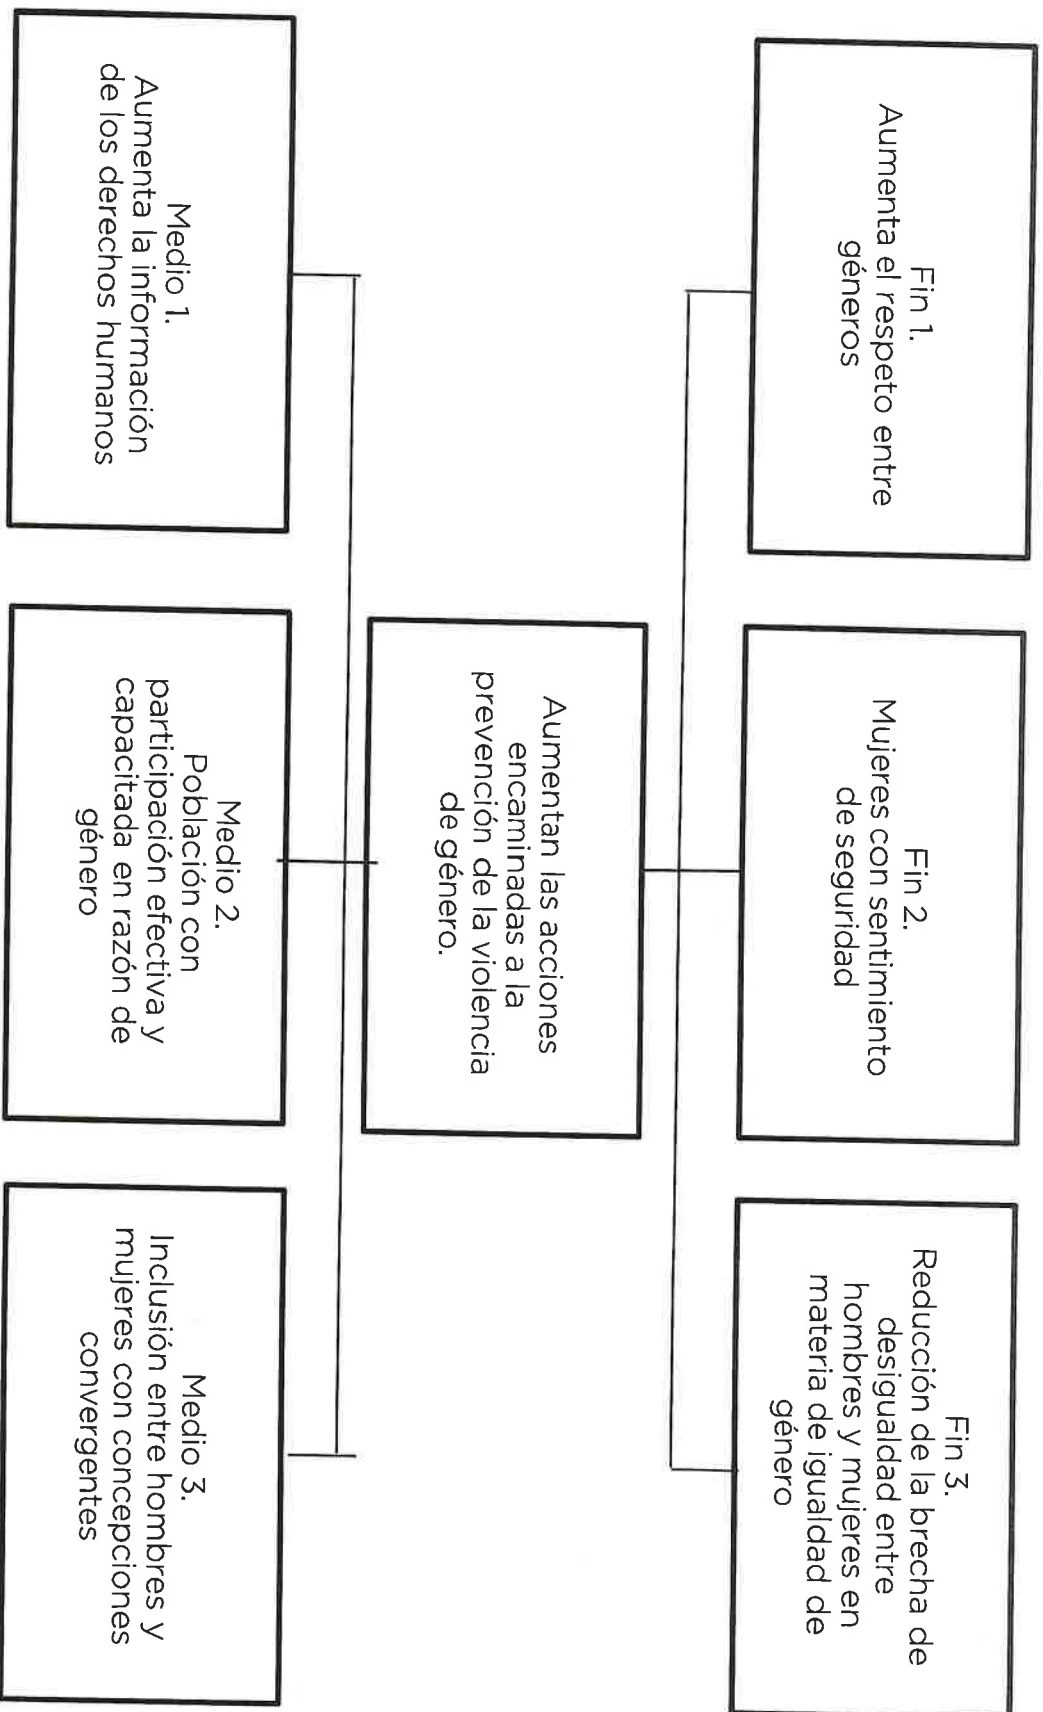 Fin 1.
Aumenta el respeto entre
géneros
Fin 2.
Mujeres con sentimiento
de seguridad
Fin 3.
Reducción de la brecha de
desigualdad entre
hombres y mujeres en
materia de igualdad de
género
Aumentan las acciones
encaminadas a la
prevención de la violencia
de género.
Medio 1.
Aumenta la información
de los derechos humanos
Medio 2.
Población con
participación efectiva y
capacitada en razón de
género
Medio 3.
Inclusión entre hombres y
mujeres con concepciones
convergentes